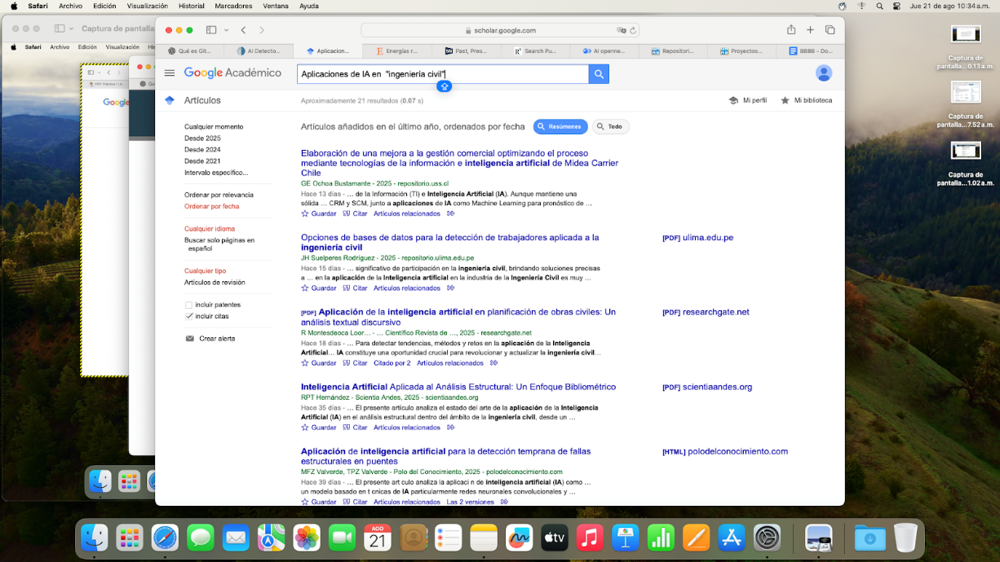 Safari Archivo Edición Visualización Historial Marcadores Ventana Ayuda
Jue 21 de ago 10:34 a.m.
Captura de pantalla
Safari Archivo Edición Visualización
Google
scholar.google.com
Qué es Git...
AI Detecto...
Aplicacion...
Energías r...
Past, Pres...
Search Pu...
AI openne...
Repositori...
Proyectos...
BBBB - Do...
Google Académico
Aplicaciones de IA en "ingeniería civil"
Artículos
Aproximadamente 21 resultados (0.07 s)
Mi perfil
Mi biblioteca
Cualquier momento
Desde 2025
Desde 2024
Desde 2021
Intervalo específico...
Ordenar por relevancia
Ordenar por fecha
Cualquier idioma
Buscar solo páginas en
español
Cualquier tipo
Artículos de revisión
incluir patentes
incluir citas
Crear alerta
Artículos añadidos en el último año, ordenados por fecha
Resúmenes
Todo
Elaboración de una mejora a la gestión comercial optimizando el proceso
mediante tecnologías de la información e inteligencia artificial de Midea Carrier
Chile
GE Ochoa Bustamante - 2025 - repositorio.uss.cl
Hace 13 días - … de la Información (TI) e Inteligencia Artificial (IA). Aunque mantiene una
sólida … CRM y SCM, junto a aplicaciones de IA como Machine Learning para pronóstico de …
Guardar Citar Artículos relacionados
Opciones de bases de datos para la detección de trabajadores aplicada a la
ingeniería civil
[PDF] ulima.edu.pe
JH Suelperes Rodríguez - 2025 - repositorio.ulima.edu.pe
Hace 15 días - … significativo de participación en la ingeniería civil, brindando soluciones precisas
a … en la aplicación de la Inteligencia artificial en la industria de la Ingeniería Civil es muy …
Guardar Citar Artículos relacionados
[PDF] Aplicación de la inteligencia artificial en planificación de obras civiles: Un
análisis textual discursivo
[PDF] researchgate.net
R Montesdeoca Loor… - … Científico Revista de …, 2025 - researchgate.net
Hace 18 días - … Para detectar tendencias, métodos y retos en la aplicación de la Inteligencia
Artificial… IA constituye una oportunidad crucial para revolucionar y actualizar la ingeniería civil…
Guardar Citar Citado por 2 Artículos relacionados
Inteligencia Artificial Aplicada al Análisis Estructural: Un Enfoque Bibliométrico
[PDF] scientiaandes.org
RPT Hernández - Scientia Andes, 2025 - scientiaandes.org
Hace 35 días - … El presente artículo analiza el estado del arte de la aplicación de la Inteligencia
Artificial (IA) en el análisis estructural dentro del ámbito de la ingeniería civil, desde un …
Guardar Citar Artículos relacionados
Aplicación de inteligencia artificial para la detección temprana de fallas
estructurales en puentes
[HTML] polodelconocimiento.com
MFZ Valverde, TPZ Valverde - Polo del Conocimiento, 2025 - polodelconocimiento.com
Hace 39 días - … El presente art culo analiza la aplicaci n de inteligencia artificial (IA) como …
un modelo basado en t cnicas de IA particularmente redes neuronales convolucionales y …
Guardar Citar Artículos relacionados Las 2 versiones
Captura de
pantalla....0.13 a.m.
Captura de
pantalla...7.52 a.m.
Captura de
pantalla...1.02 a.m.
AGO
21
tv